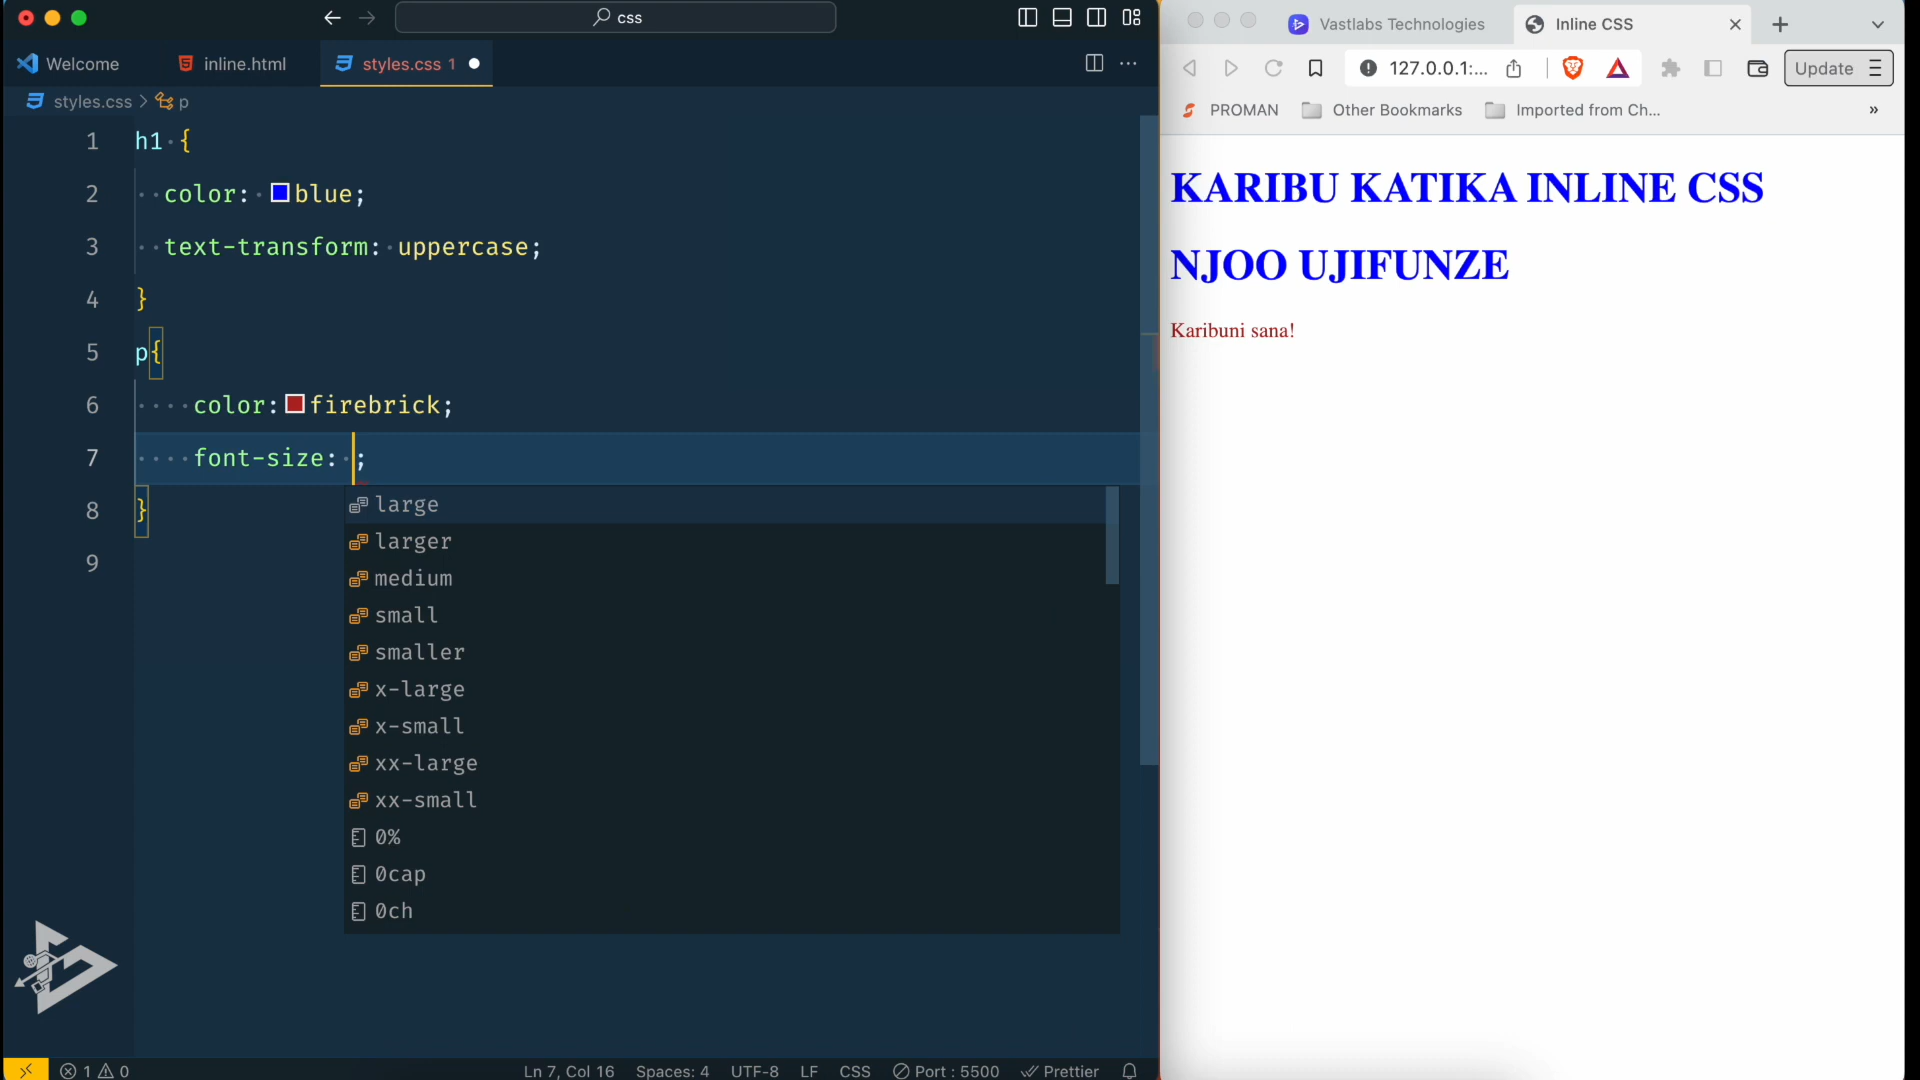 css
Welcome
inline.html
styles.css 1
styles.css > p
1 h1 {
2 color: blue;
3 text-transform: uppercase;
4 }
5 p{
6 color:firebrick;
7 font-size: ;
8 }
9
large
larger
medium
small
smaller
x-large
x-small
xx-large
xx-small
0%
0cap
0ch
1 0
Ln 7, Col 16 Spaces: 4 UTF-8 LF CSS Port : 5500 Prettier
Vastlabs Technologies
Inline CSS
127.0.0.1:...
Update
PROMAN
Other Bookmarks
Imported from Ch...
»
KARIBU KATIKA INLINE CSS
NJOO UJIFUNZE
Karibuni sana!